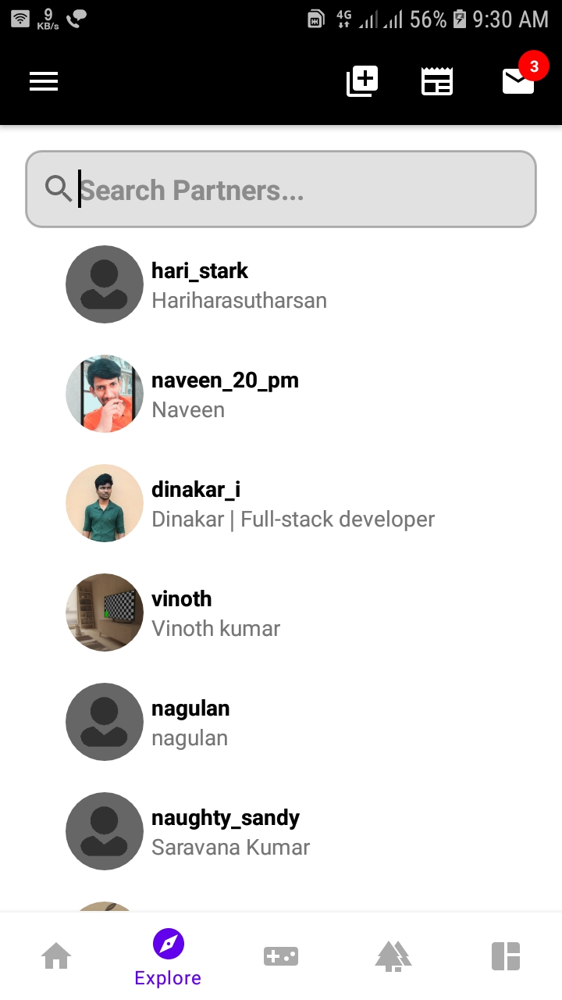 9
KB/s
4G
56%
9:30 AM
3
Search Partners...
hari_stark
Hariharasutharsan
naveen_20_pm
Naveen
dinakar_i
Dinakar | Full-stack developer
vinoth
Vinoth kumar
nagulan
nagulan
naughty_sandy
Saravana Kumar
Explore